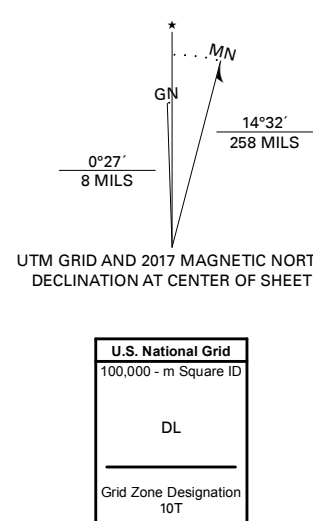 ★
MN
GN
14°32´
258 MILS
0°27´
8 MILS
UTM GRID AND 2017 MAGNETIC NORT
DECLINATION AT CENTER OF SHEET
U.S. National Grid
100,000 - m Square ID
DL
Grid Zone Designation
10T